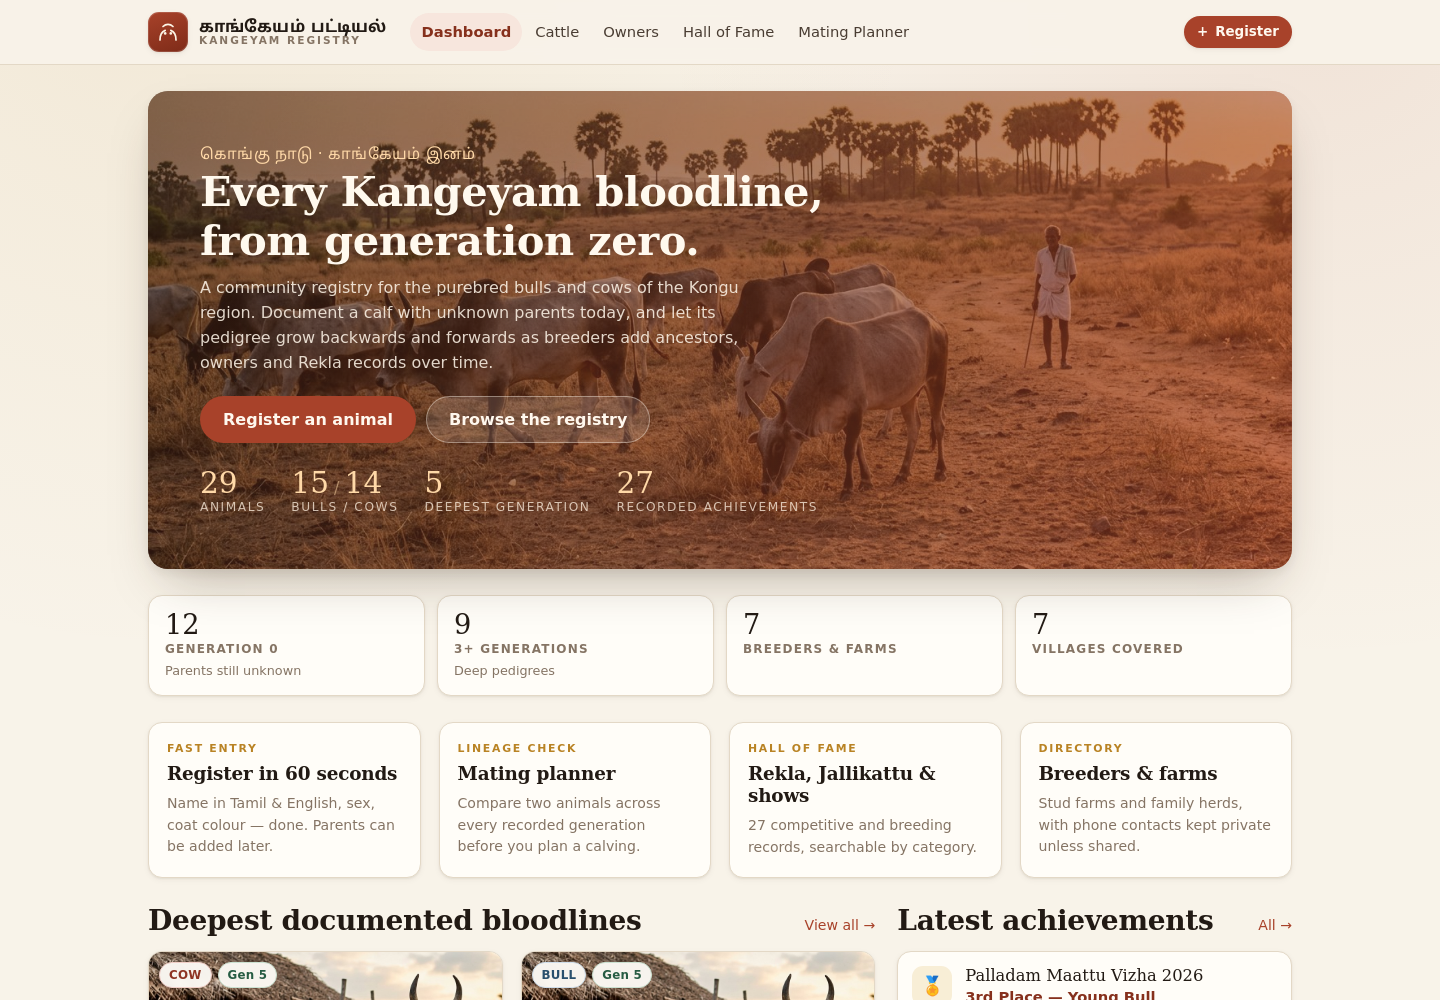 காங்கேயம் பட்டியல்
KANGEYAM REGISTRY
Dashboard
Cattle
Owners
Hall of Fame
Mating Planner
+ Register
கொங்கு நாடு · காங்கேயம் இனம்
Every Kangeyam bloodline,
from generation zero.
A community registry for the purebred bulls and cows of the Kongu
region. Document a calf with unknown parents today, and let its
pedigree grow backwards and forwards as breeders add ancestors,
owners and Rekla records over time.
Register an animal
Browse the registry
29
ANIMALS
15 / 14
BULLS / COWS
5
DEEPEST GENERATION
27
RECORDED ACHIEVEMENTS
12
GENERATION 0
Parents still unknown
9
3+ GENERATIONS
Deep pedigrees
7
BREEDERS & FARMS
7
VILLAGES COVERED
FAST ENTRY
Register in 60 seconds
Name in Tamil & English, sex,
coat colour — done. Parents can
be added later.
LINEAGE CHECK
Mating planner
Compare two animals across
every recorded generation
before you plan a calving.
HALL OF FAME
Rekla, Jallikattu &
shows
27 competitive and breeding
records, searchable by category.
DIRECTORY
Breeders & farms
Stud farms and family herds,
with phone contacts kept private
unless shared.
Deepest documented bloodlines
View all →
COW
Gen 5
BULL
Gen 5
Latest achievements
All →
Palladam Maattu Vizha 2026
3rd Place — Young Bull